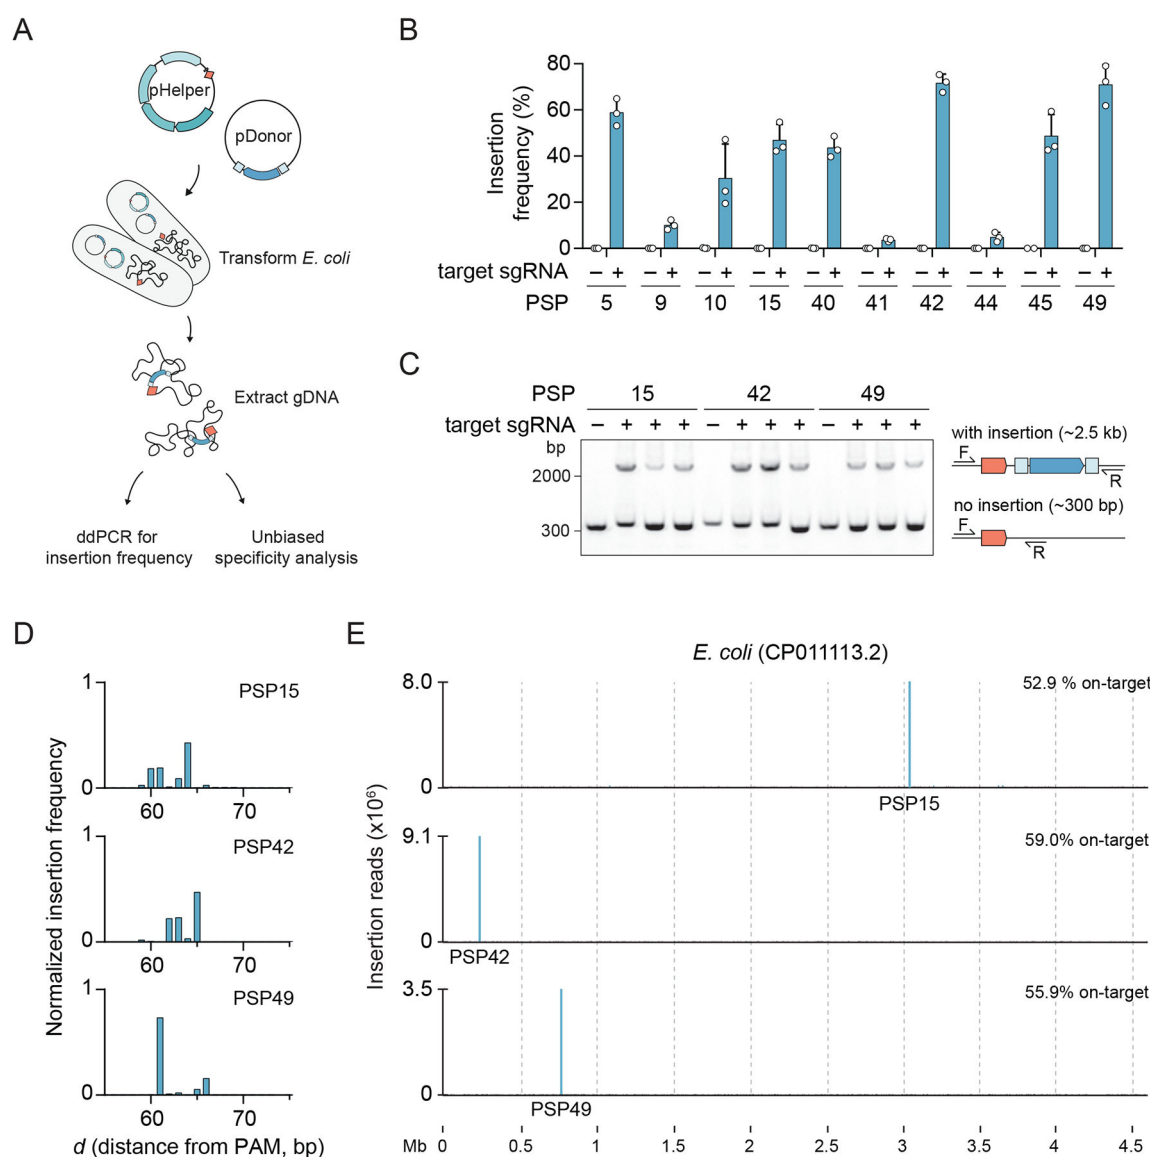 A
pHelper
pDonor
Transform E. coli
Extract gDNA
ddPCR for
insertion frequency
Unbiased
specificity analysis
B
Insertion
frequency (%)
80
60
40
20
0
target sgRNA − + − + − + − + − + − + − + − + − + − +
PSP 5 9 10 15 40 41 42 44 45 49
C
PSP 15 42 49
target sgRNA − + + + − + + + − + + +
bp
2000
300
with insertion (~2.5 kb)
F
R
no insertion (~300 bp)
F
R
D
Normalized insertion frequency
1
PSP15
0
60 70
1
PSP42
0
60 70
1
PSP49
0
60 70
d (distance from PAM, bp)
E
E. coli (CP011113.2)
Insertion reads (x10⁶)
8.0
52.9 % on-target
0
PSP15
9.1
59.0% on-target
0
PSP42
3.5
55.9% on-target
0
PSP49
Mb 0 0.5 1 1.5 2 2.5 3 3.5 4 4.5